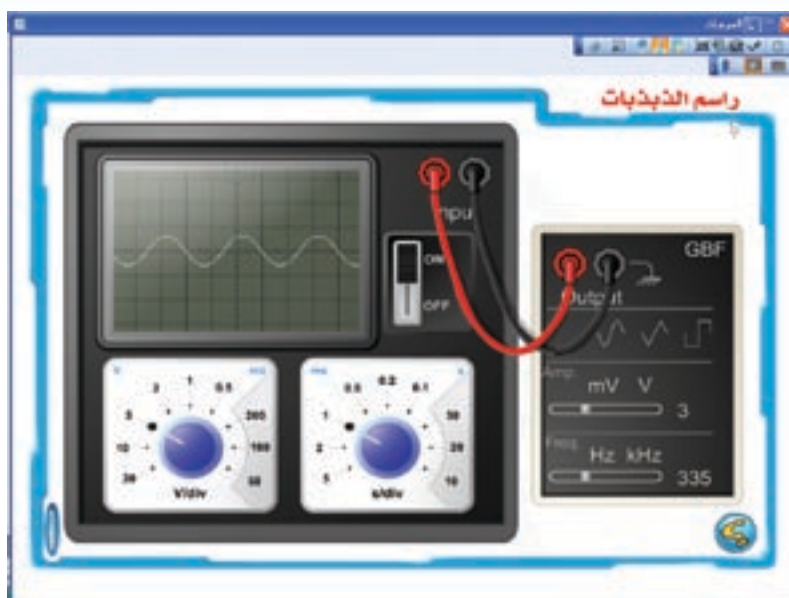 راسم الذبذبات
Input
ON
OFF
GBF
Output
Amp.
mV V
3
Freq.
Hz kHz
335
1
2 0.5
5 200
10 100
20 50
V/div
0.2
0.5 0.1
1 50
2 20
5 10
s/div